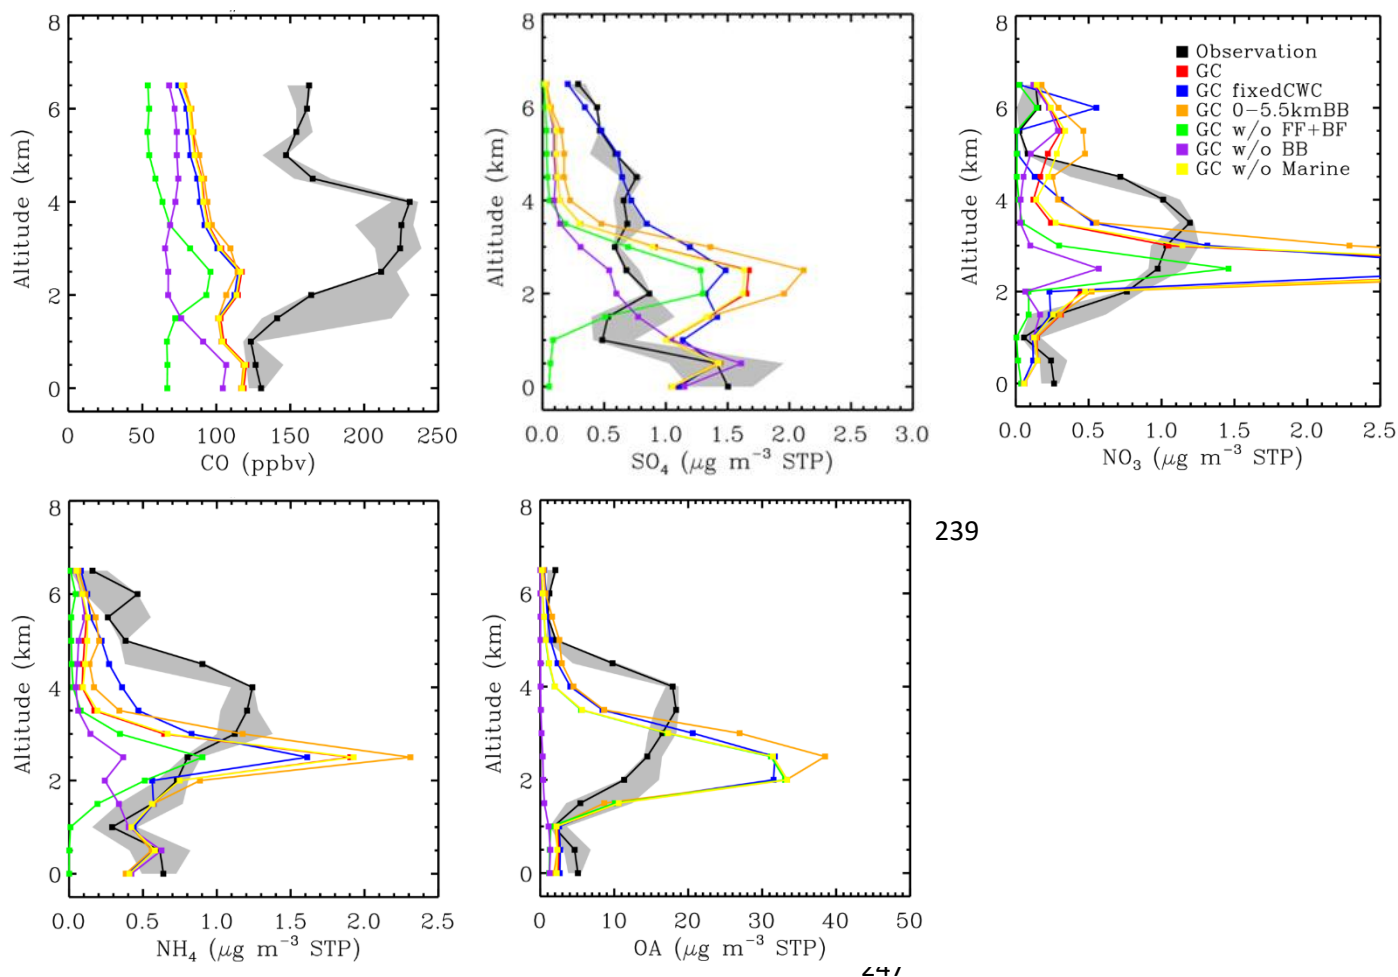 8
6
4
2
0
Altitude (km)
0 50 100 150 200 250
CO (ppbv)
8
6
4
2
0
Altitude (km)
0.0 0.5 1.0 1.5 2.0 2.5 3.0
SO₄ (μg m⁻³ STP)
8
6
4
2
0
Altitude (km)
Observation
GC
GC fixedCWC
GC 0−5.5kmBB
GC w/o FF+BF
GC w/o BB
GC w/o Marine
0.0 0.5 1.0 1.5 2.0 2.5
NO₃ (μg m⁻³ STP)
8
6
4
2
0
Altitude (km)
0.0 0.5 1.0 1.5 2.0 2.5
NH₄ (μg m⁻³ STP)
8
6
4
2
0
Altitude (km)
0 10 20 30 40 50
OA (μg m⁻³ STP)
239
247